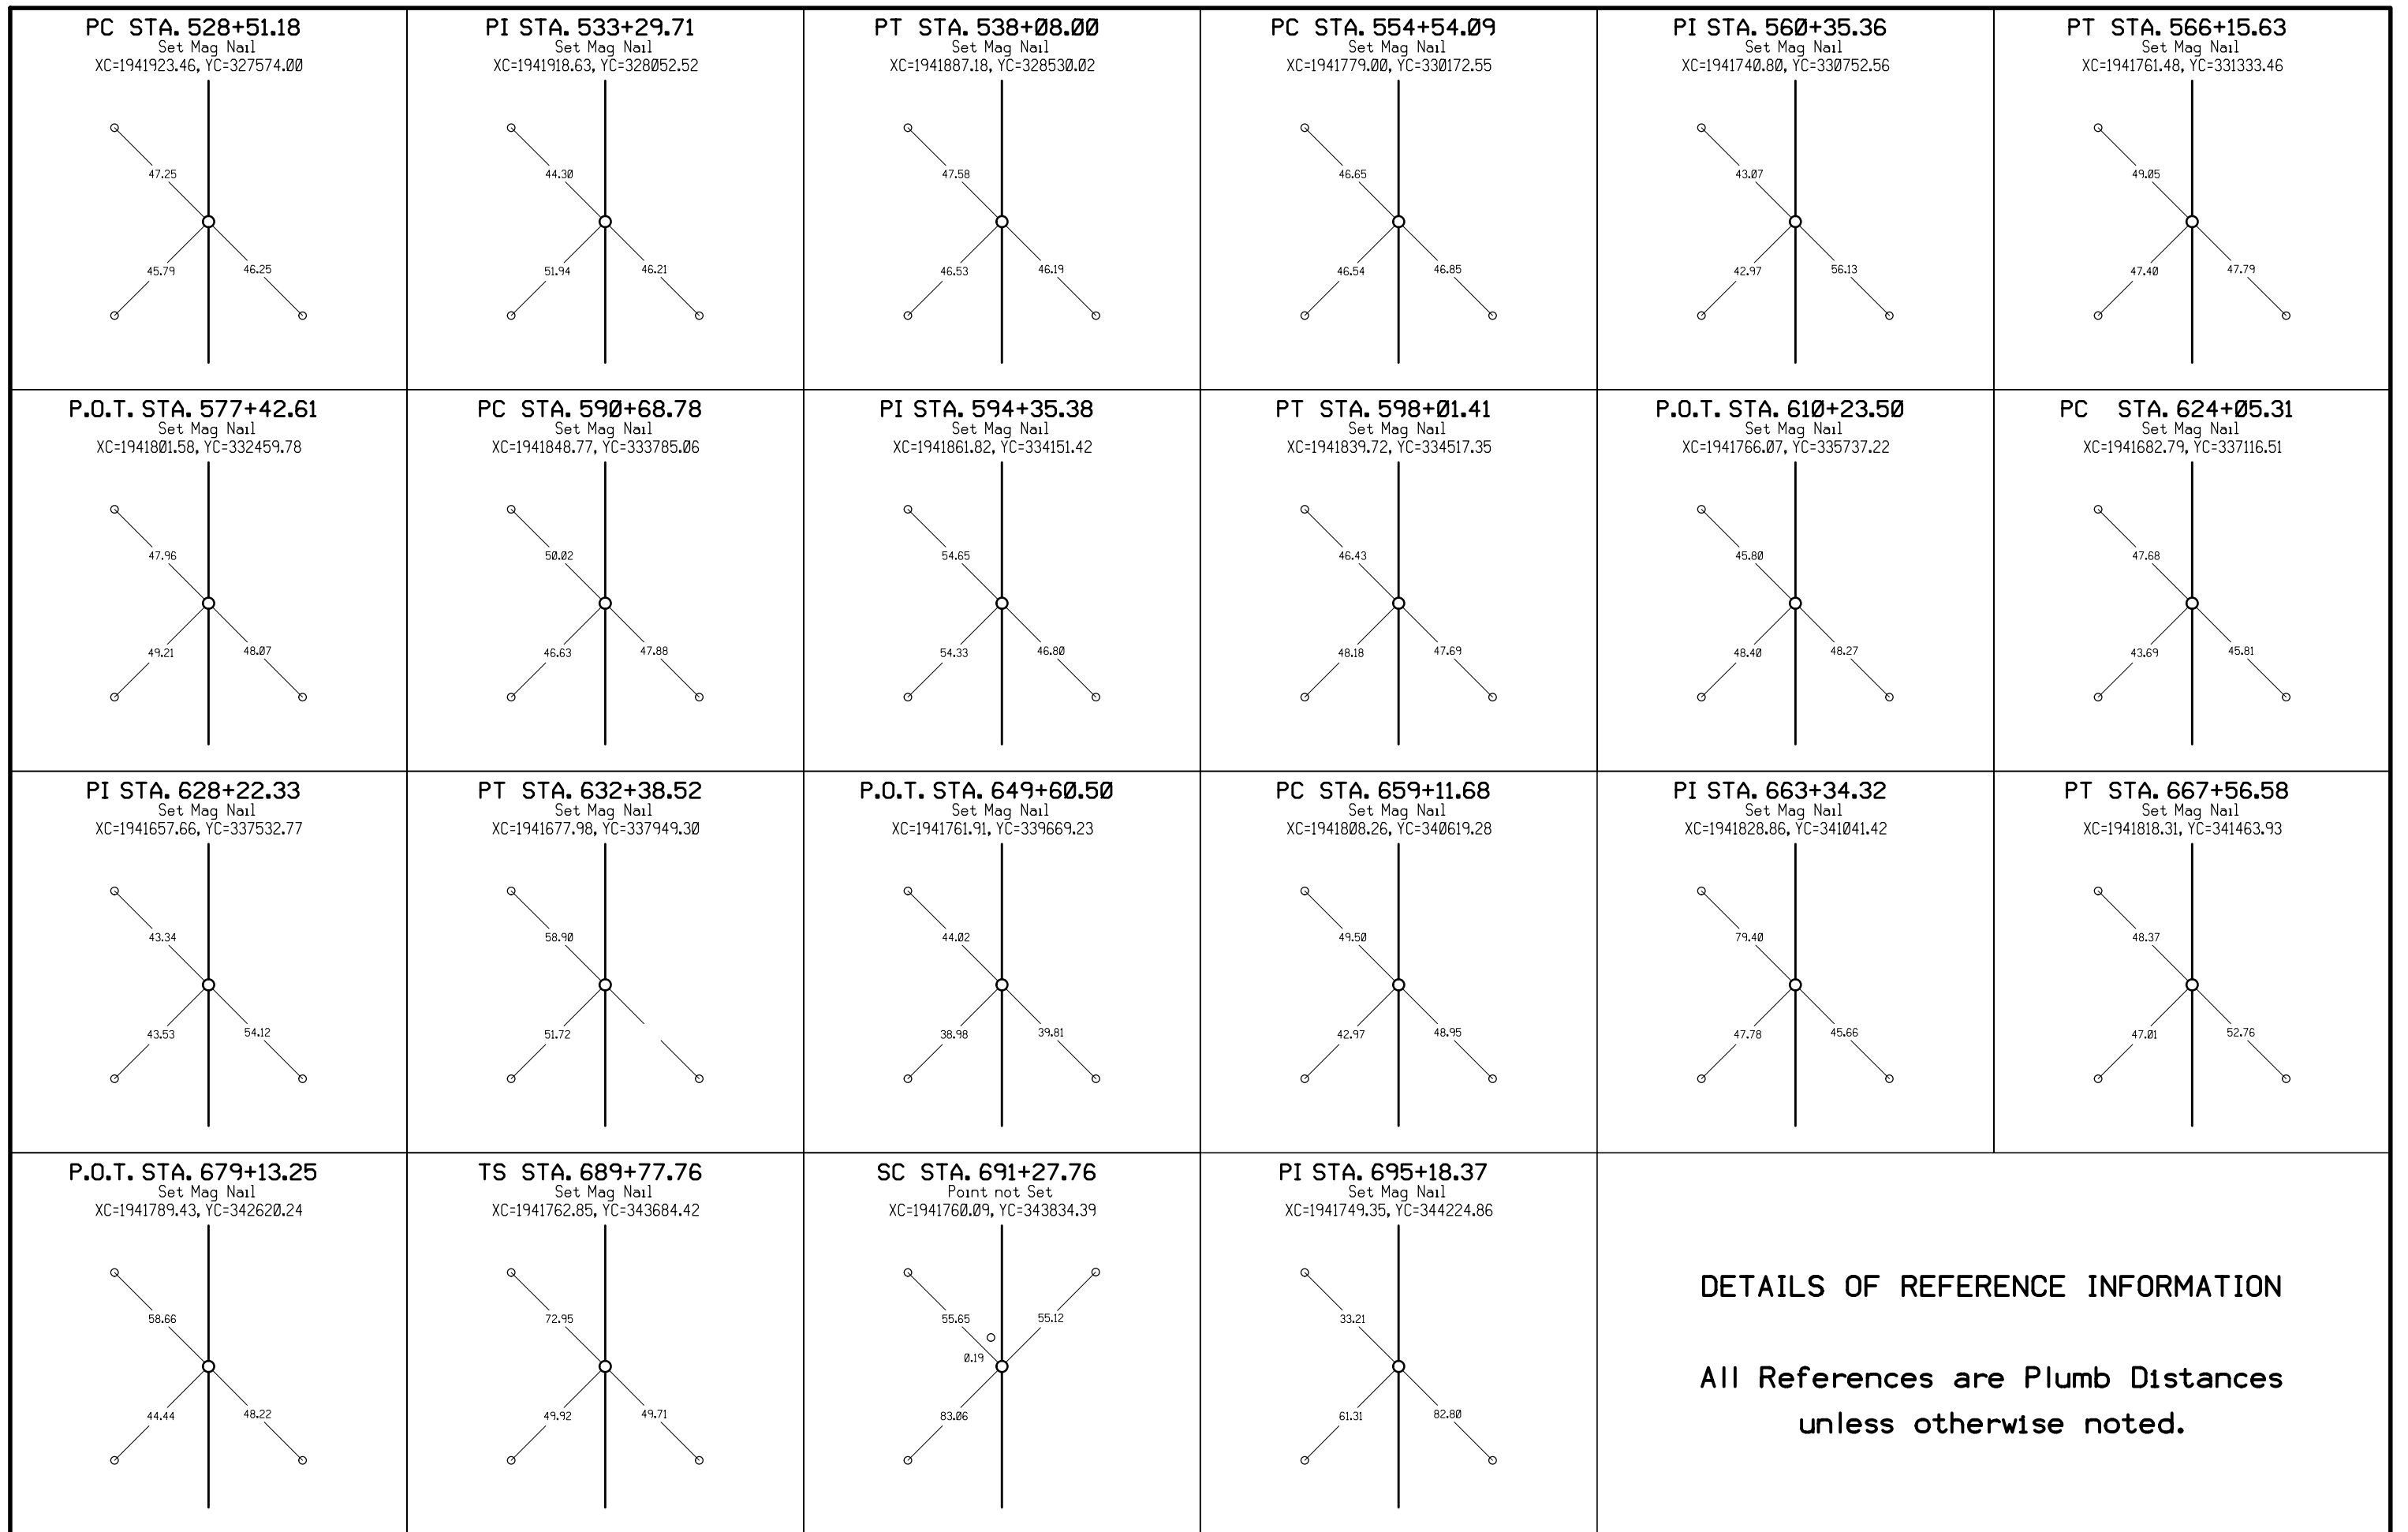 PC STA. 528+51.18
Set Mag Nail
XC=1941923.46, YC=327574.00
47.25
45.79
46.25
PI STA. 533+29.71
Set Mag Nail
XC=1941918.63, YC=328052.52
44.30
51.94
46.21
PT STA. 538+08.00
Set Mag Nail
XC=1941887.18, YC=328530.02
47.58
46.53
46.19
PC STA. 554+54.09
Set Mag Nail
XC=1941779.00, YC=330172.55
46.65
46.54
46.85
PI STA. 560+35.36
Set Mag Nail
XC=1941740.80, YC=330752.56
43.07
42.97
56.13
PT STA. 566+15.63
Set Mag Nail
XC=1941761.48, YC=331333.46
49.05
47.40
47.79
P.O.T. STA. 577+42.61
Set Mag Nail
XC=1941801.58, YC=332459.78
47.96
49.21
48.07
PC STA. 590+68.78
Set Mag Nail
XC=1941848.77, YC=333785.06
50.02
46.63
47.88
PI STA. 594+35.38
Set Mag Nail
XC=1941861.82, YC=334151.42
54.65
54.33
46.80
PT STA. 598+01.41
Set Mag Nail
XC=1941839.72, YC=334517.35
46.43
48.18
47.69
P.O.T. STA. 610+23.50
Set Mag Nail
XC=1941766.07, YC=335737.22
45.80
48.40
48.27
PC STA. 624+05.31
Set Mag Nail
XC=1941682.79, YC=337116.51
47.68
43.69
45.81
PI STA. 628+22.33
Set Mag Nail
XC=1941657.66, YC=337532.77
43.34
43.53
54.12
PT STA. 632+38.52
Set Mag Nail
XC=1941677.98, YC=337949.30
58.90
51.72
P.O.T. STA. 649+60.50
Set Mag Nail
XC=1941761.91, YC=339669.23
44.02
38.98
39.81
PC STA. 659+11.68
Set Mag Nail
XC=1941808.26, YC=340619.28
49.50
42.97
48.95
PI STA. 663+34.32
Set Mag Nail
XC=1941828.86, YC=341041.42
79.40
47.78
45.66
PT STA. 667+56.58
Set Mag Nail
XC=1941818.31, YC=341463.93
48.37
47.01
52.76
P.O.T. STA. 679+13.25
Set Mag Nail
XC=1941789.43, YC=342620.24
58.66
44.44
48.22
TS STA. 689+77.76
Set Mag Nail
XC=1941762.85, YC=343684.42
72.95
49.92
49.71
SC STA. 691+27.76
Point not Set
XC=1941760.09, YC=343834.39
55.65
55.12
0.19
83.06
PI STA. 695+18.37
Set Mag Nail
XC=1941749.35, YC=344224.86
33.21
61.31
82.80
DETAILS OF REFERENCE INFORMATION
All References are Plumb Distances
unless otherwise noted.